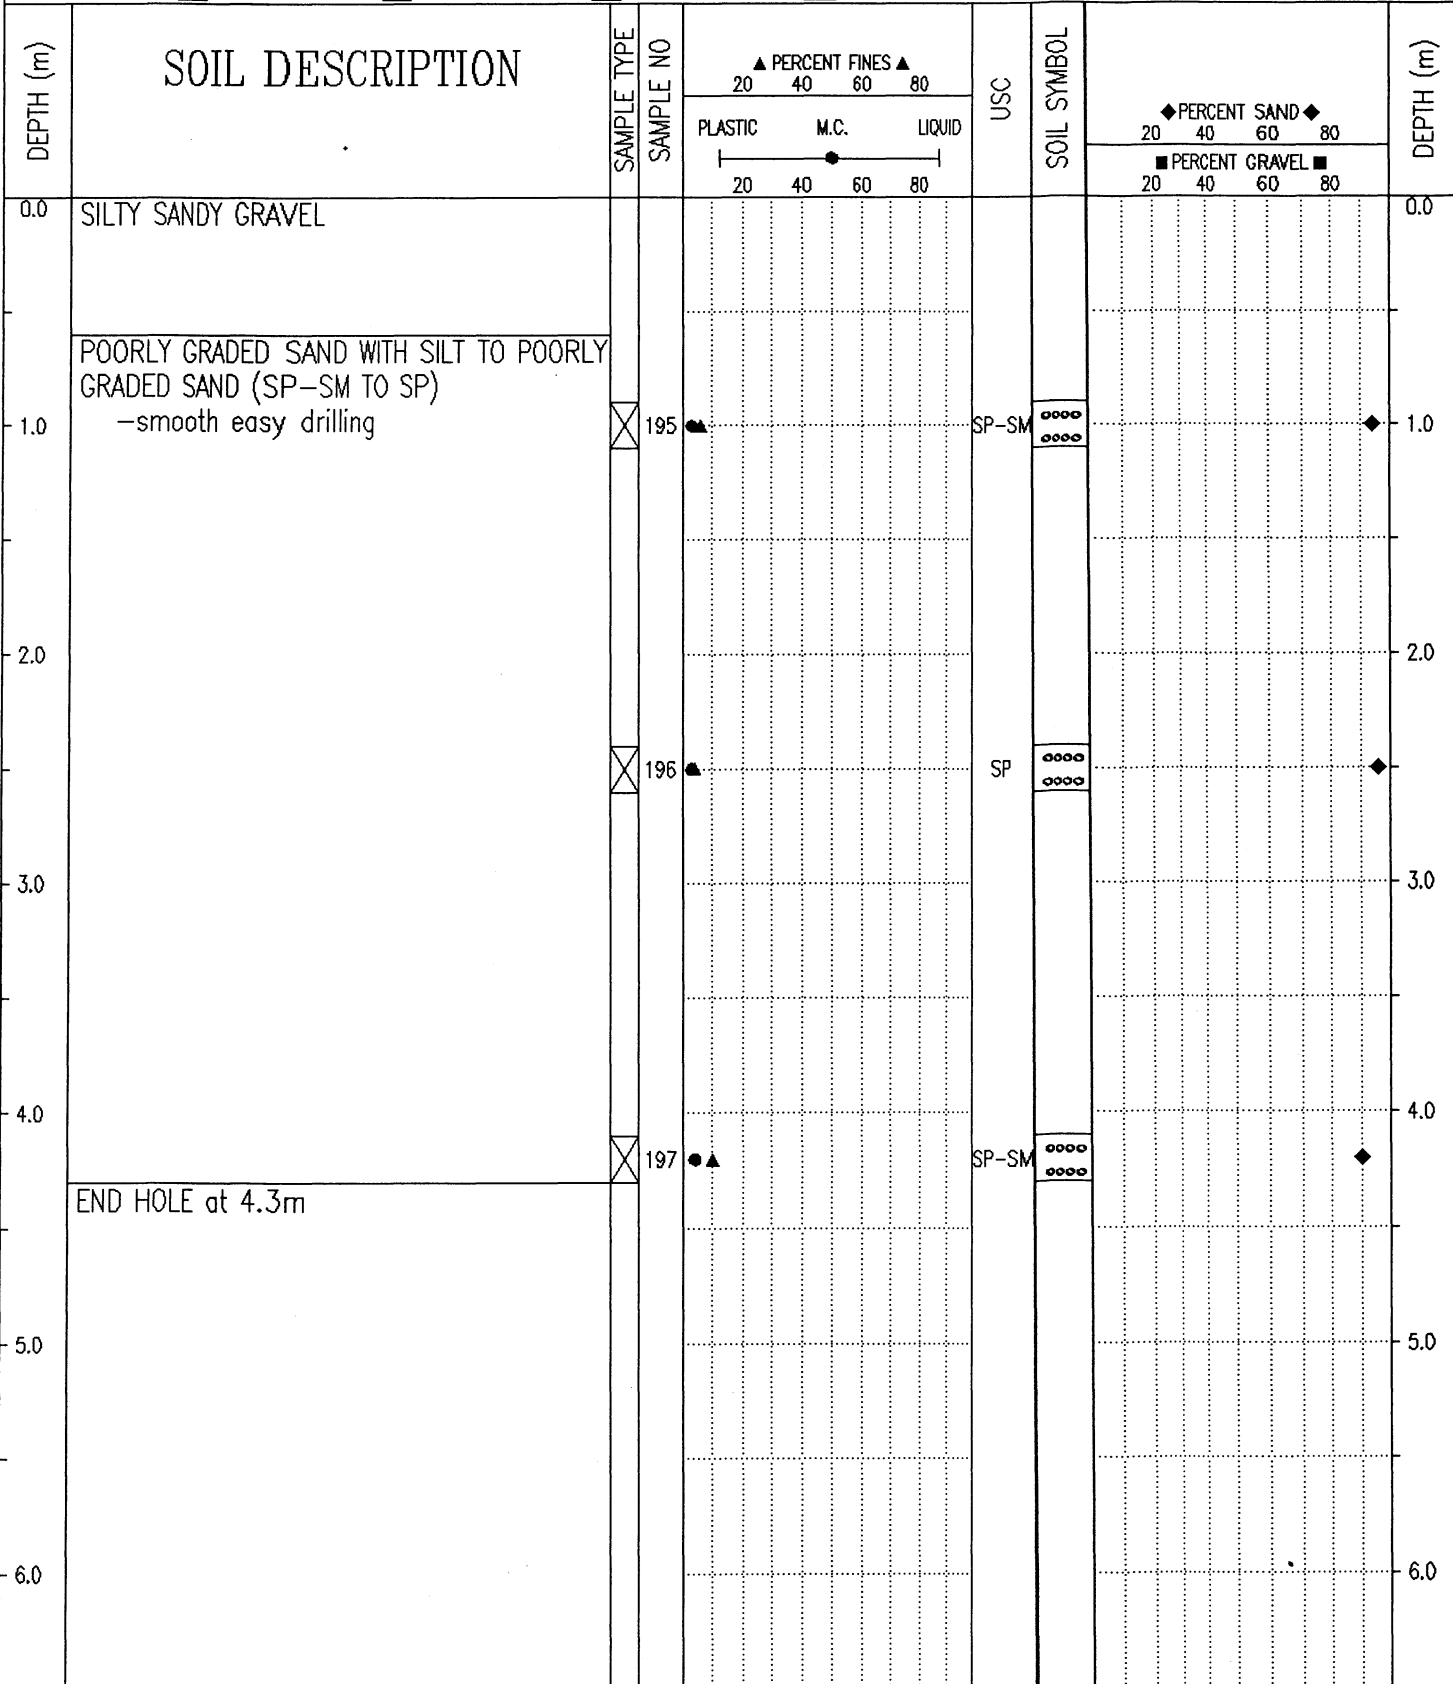 DEPTH (m)
SOIL DESCRIPTION
SAMPLE TYPE
SAMPLE NO
▲ PERCENT FINES ▲
20 40 60 80
PLASTIC M.C. LIQUID
20 40 60 80
USC
SOIL SYMBOL
◆PERCENT SAND◆
20 40 60 80
■PERCENT GRAVEL■
20 40 60 80
DEPTH (m)
0.0 SILTY SANDY GRAVEL 0.0
POORLY GRADED SAND WITH SILT TO POORLY
GRADED SAND (SP-SM TO SP)
1.0 -smooth easy drilling 195 SP-SM 1.0
2.0 2.0
196 SP
3.0 3.0
4.0 4.0
197 SP-SM
END HOLE at 4.3m
5.0 5.0
6.0 6.0